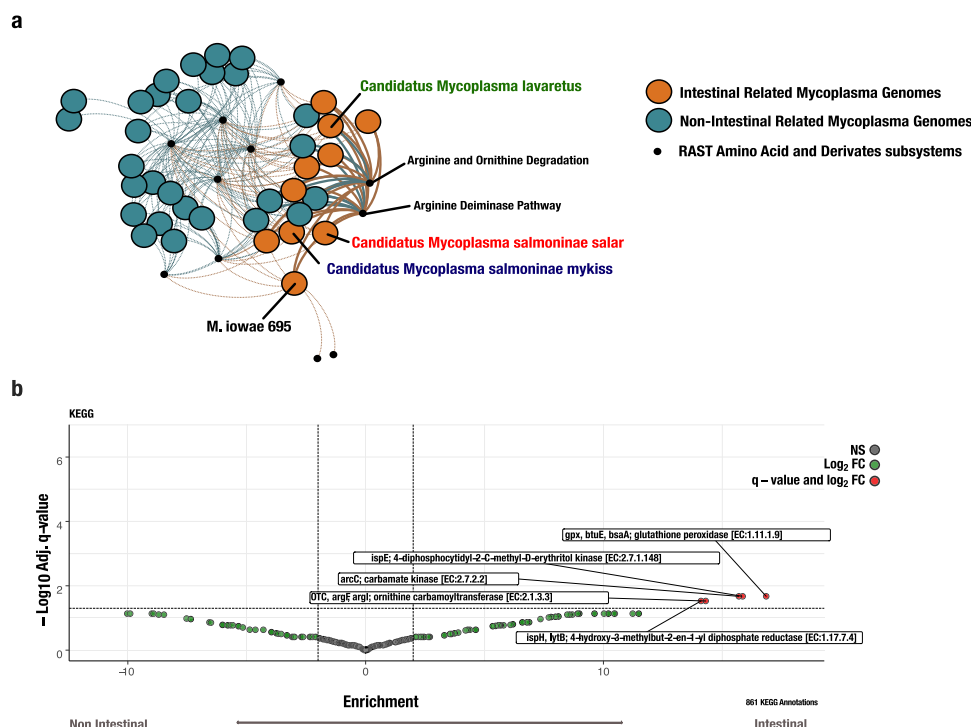 a
Candidatus Mycoplasma lavaretus
Intestinal Related Mycoplasma Genomes
Non-Intestinal Related Mycoplasma Genomes
RAST Amino Acid and Derivates subsystems
Arginine and Ornithine Degradation
Arginine Deiminase Pathway
Candidatus Mycoplasma salmoninae salar
Candidatus Mycoplasma salmoninae mykiss
M. iowae 695
b
KEGG
NS
Log2 FC
q − value and log2 FC
− Log10 Adj. q−value
6
4
2
0
gpx, btuE, bsaA; glutathione peroxidase [EC:1.11.1.9]
ispE; 4-diphosphocytidyl-2-C-methyl-D-erythritol kinase [EC:2.7.1.148]
arcC; carbamate kinase [EC:2.7.2.2]
OTC, argF, argI; ornithine carbamoyltransferase [EC:2.1.3.3]
ispH, lytB; 4-hydroxy-3-methylbut-2-en-1-yl diphosphate reductase [EC:1.17.7.4]
−10 0 10
Enrichment
861 KEGG Annotations
Non Intestinal Intestinal